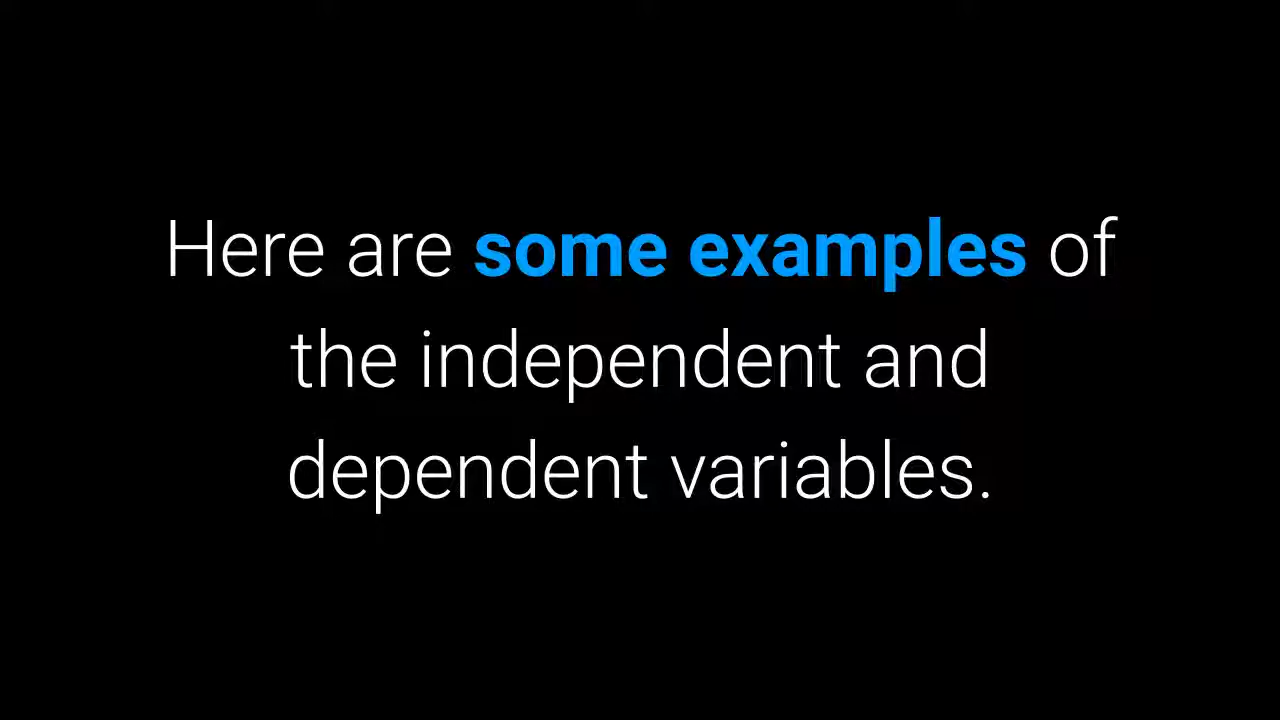 Here are some examples of
the independent and
dependent variables.